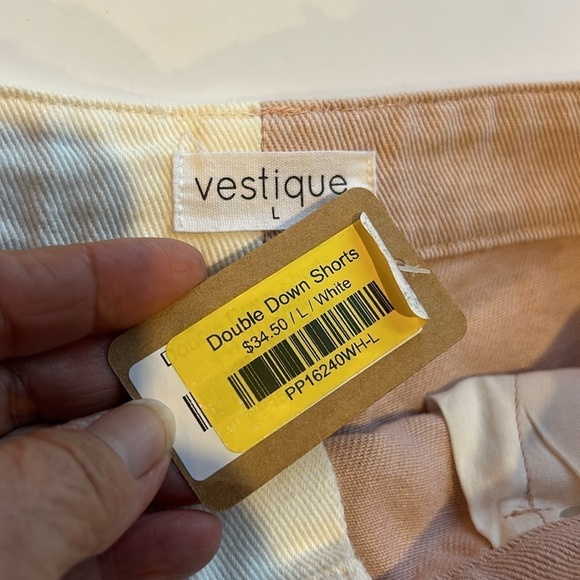 vestique
L
Double Down Shorts
$34.50 / L / White
PP16240WH-L
D